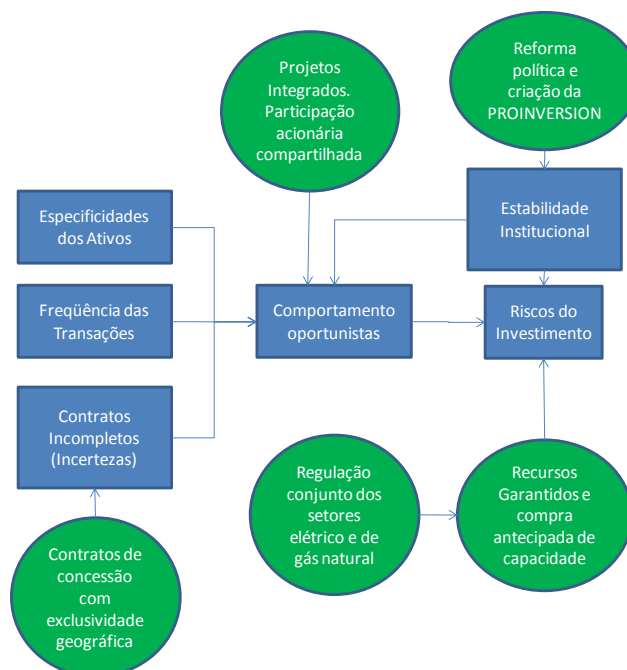 Reforma
política e
criação da
PROINVERSION
Projetos
Integrados.
Participação
acionária
compartilhada
Especificidades
dos Ativos
Estabilidade
Institucional
Freqüência das
Transações
Comportamento
oportunistas
Riscos do
Investimento
Contratos
Incompletos
(Incertezas)
Regulação
conjunto dos
setores
elétrico e de
gás natural
Recursos
Garantidos e
compra
antecipada de
capacidade
Contratos de
concessão
com
exclusividade
geográfica